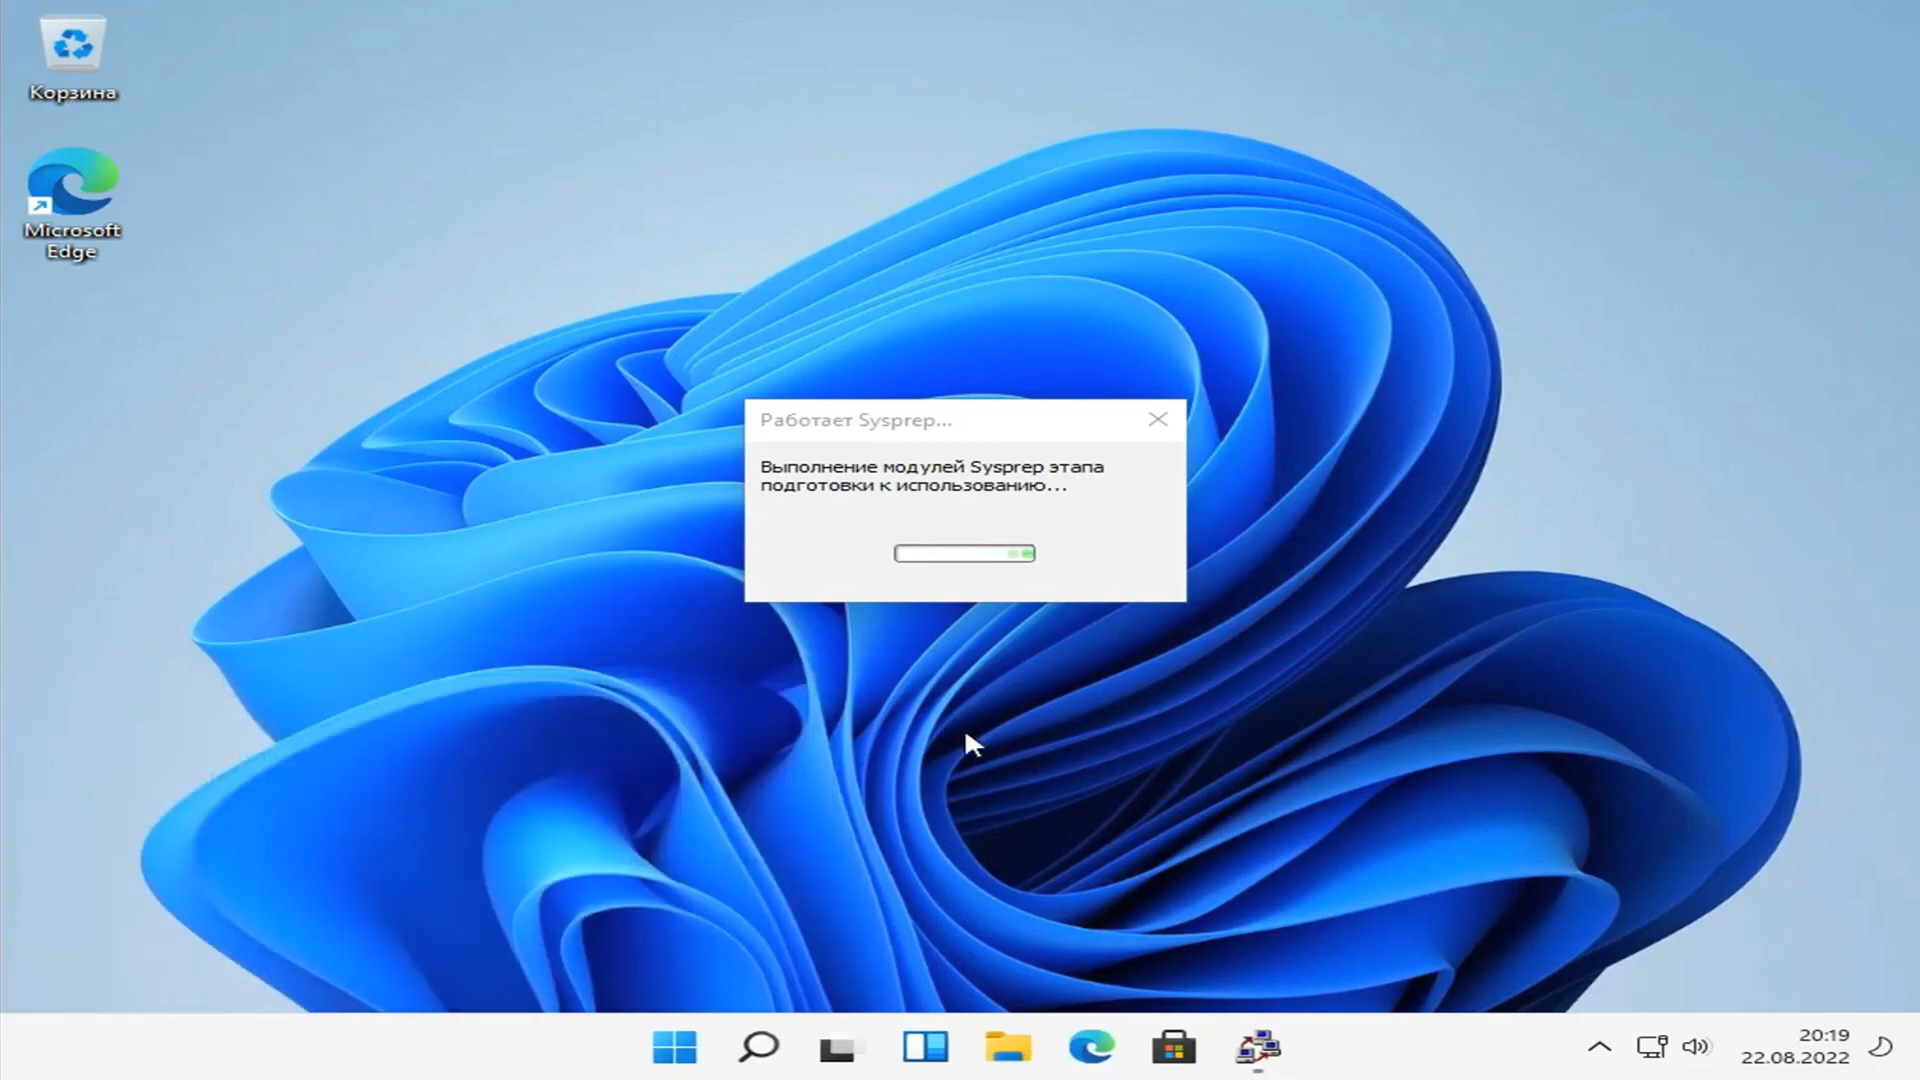 Корзина
Microsoft
Edge
Работает Sysprep...
Выполнение модулей Sysprep этапа
подготовки к использованию...
20:19
22.08.2022